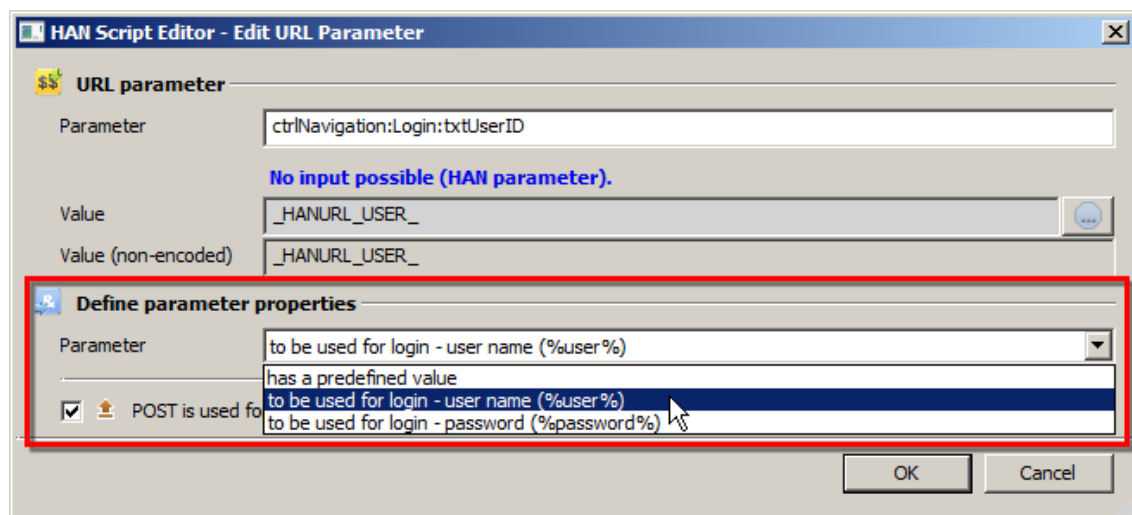 HAN Script Editor - Edit URL Parameter
URL parameter
Parameter ctrlNavigation:Login:txtUserID
No input possible (HAN parameter).
Value _HANURL_USER_ ...
Value (non-encoded) _HANURL_USER_
Define parameter properties
Parameter to be used for login - user name (%user%)
has a predefined value
to be used for login - user name (%user%)
POST is used fo
to be used for login - password (%password%)
OK Cancel